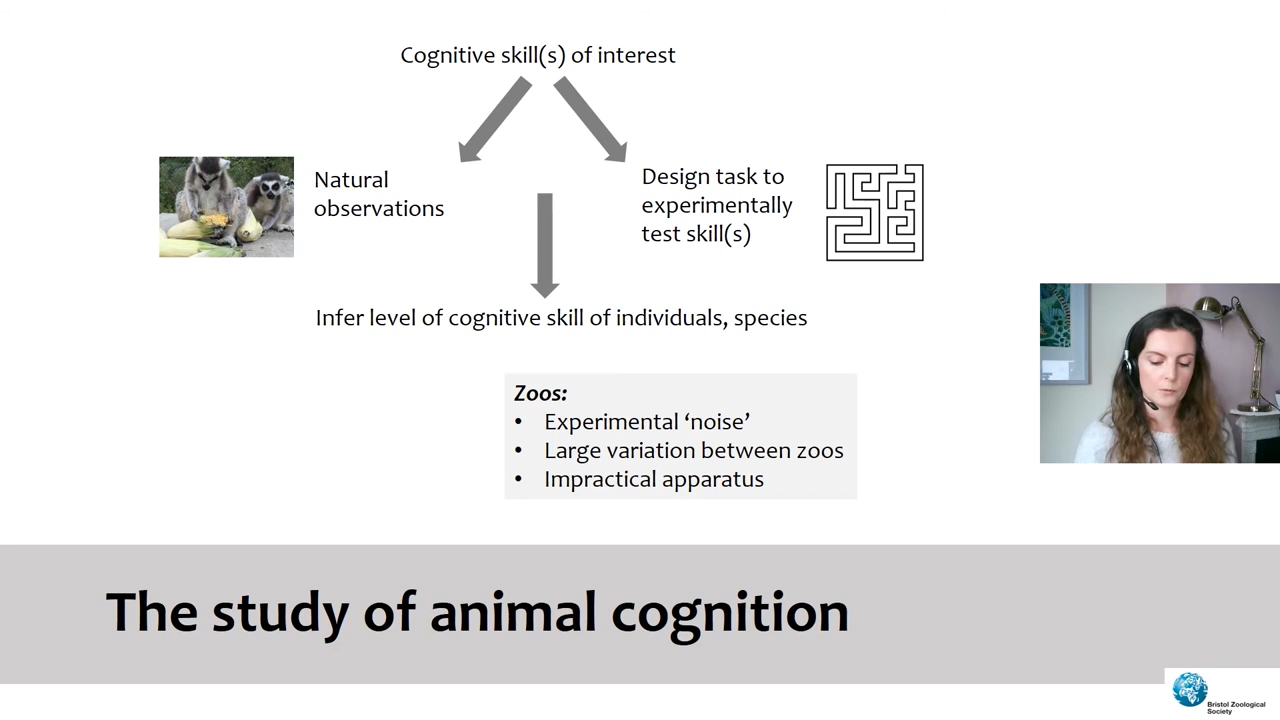 Cognitive skill(s) of interest
Natural
observations
Design task to
experimentally
test skill(s)
Infer level of cognitive skill of individuals, species
Zoos:
• Experimental ‘noise’
• Large variation between zoos
• Impractical apparatus
The study of animal cognition
Bristol Zoological
Society